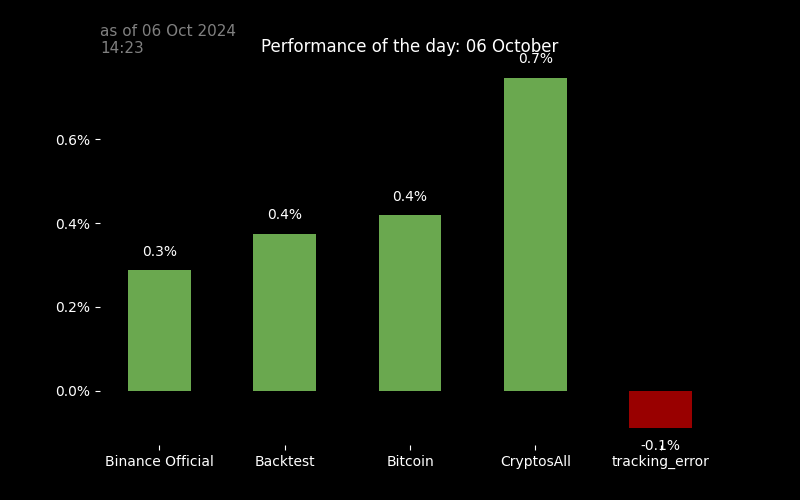 as of 06 Oct 2024
14:23
Performance of the day: 06 October
0.7%
0.6%
0.4%
0.4%
0.4%
0.3%
0.2%
0.0%
-0.1%
Binance Official
Backtest
Bitcoin
CryptosAll
tracking_error